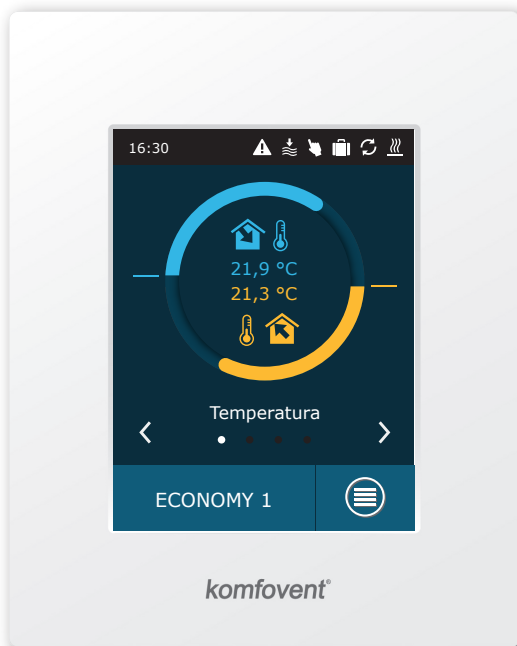 16:30
21,9 °C
21,3 °C
Temperatura
ECONOMY 1
komfovent®